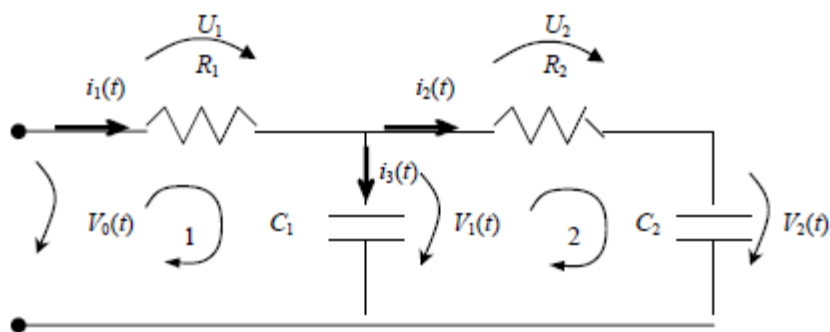 U1 U2
R1 R2
i1(t) i2(t)
i3(t)
V0(t) 1 C1 V1(t) 2 C2 V2(t)